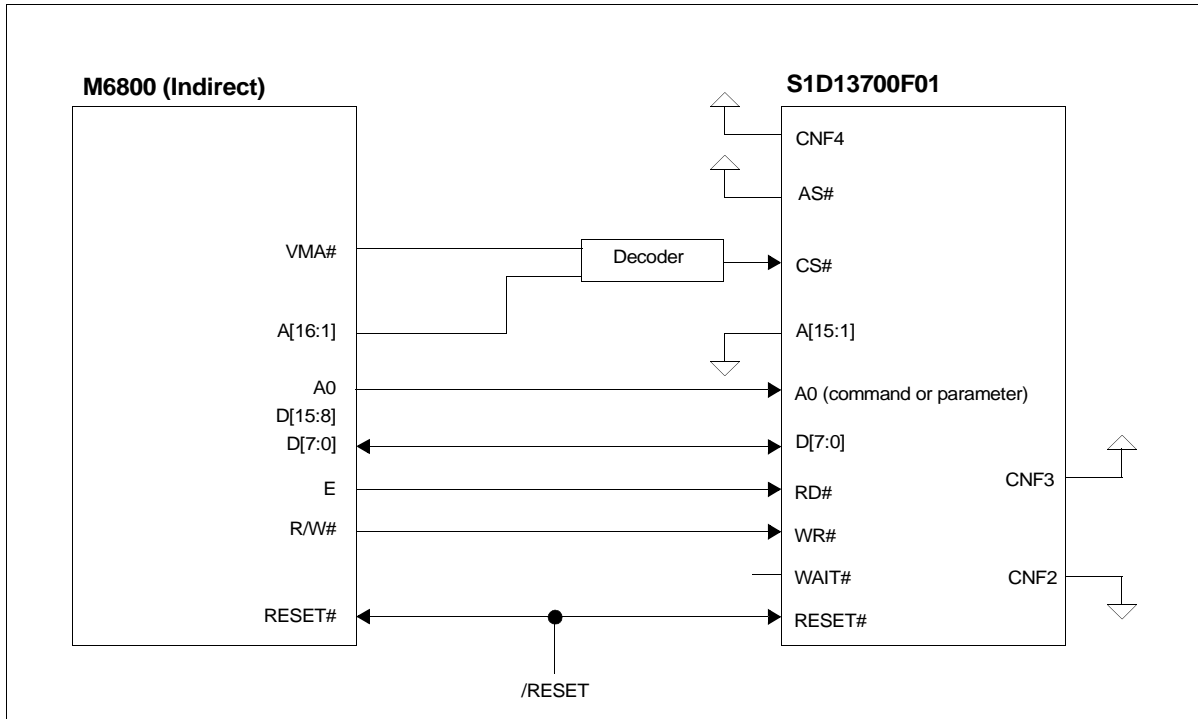 M6800 (Indirect)
S1D13700F01
CNF4
AS#
VMA#
Decoder
CS#
A[16:1]
A[15:1]
A0
A0 (command or parameter)
D[15:8]
D[7:0]
D[7:0]
CNF3
E
RD#
R/W#
WR#
WAIT#
CNF2
RESET#
RESET#
/RESET